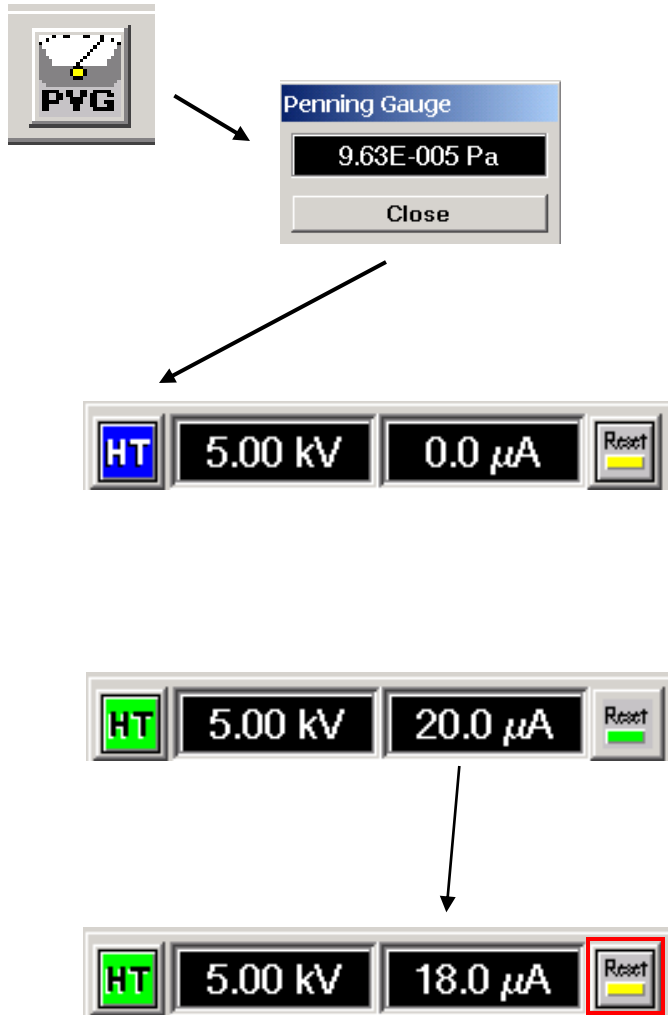 PVG
Penning Gauge
9.63E-005 Pa
Close
HT 5.00 kV 0.0 μA Reset
HT 5.00 kV 20.0 μA Reset
HT 5.00 kV 18.0 μA Reset